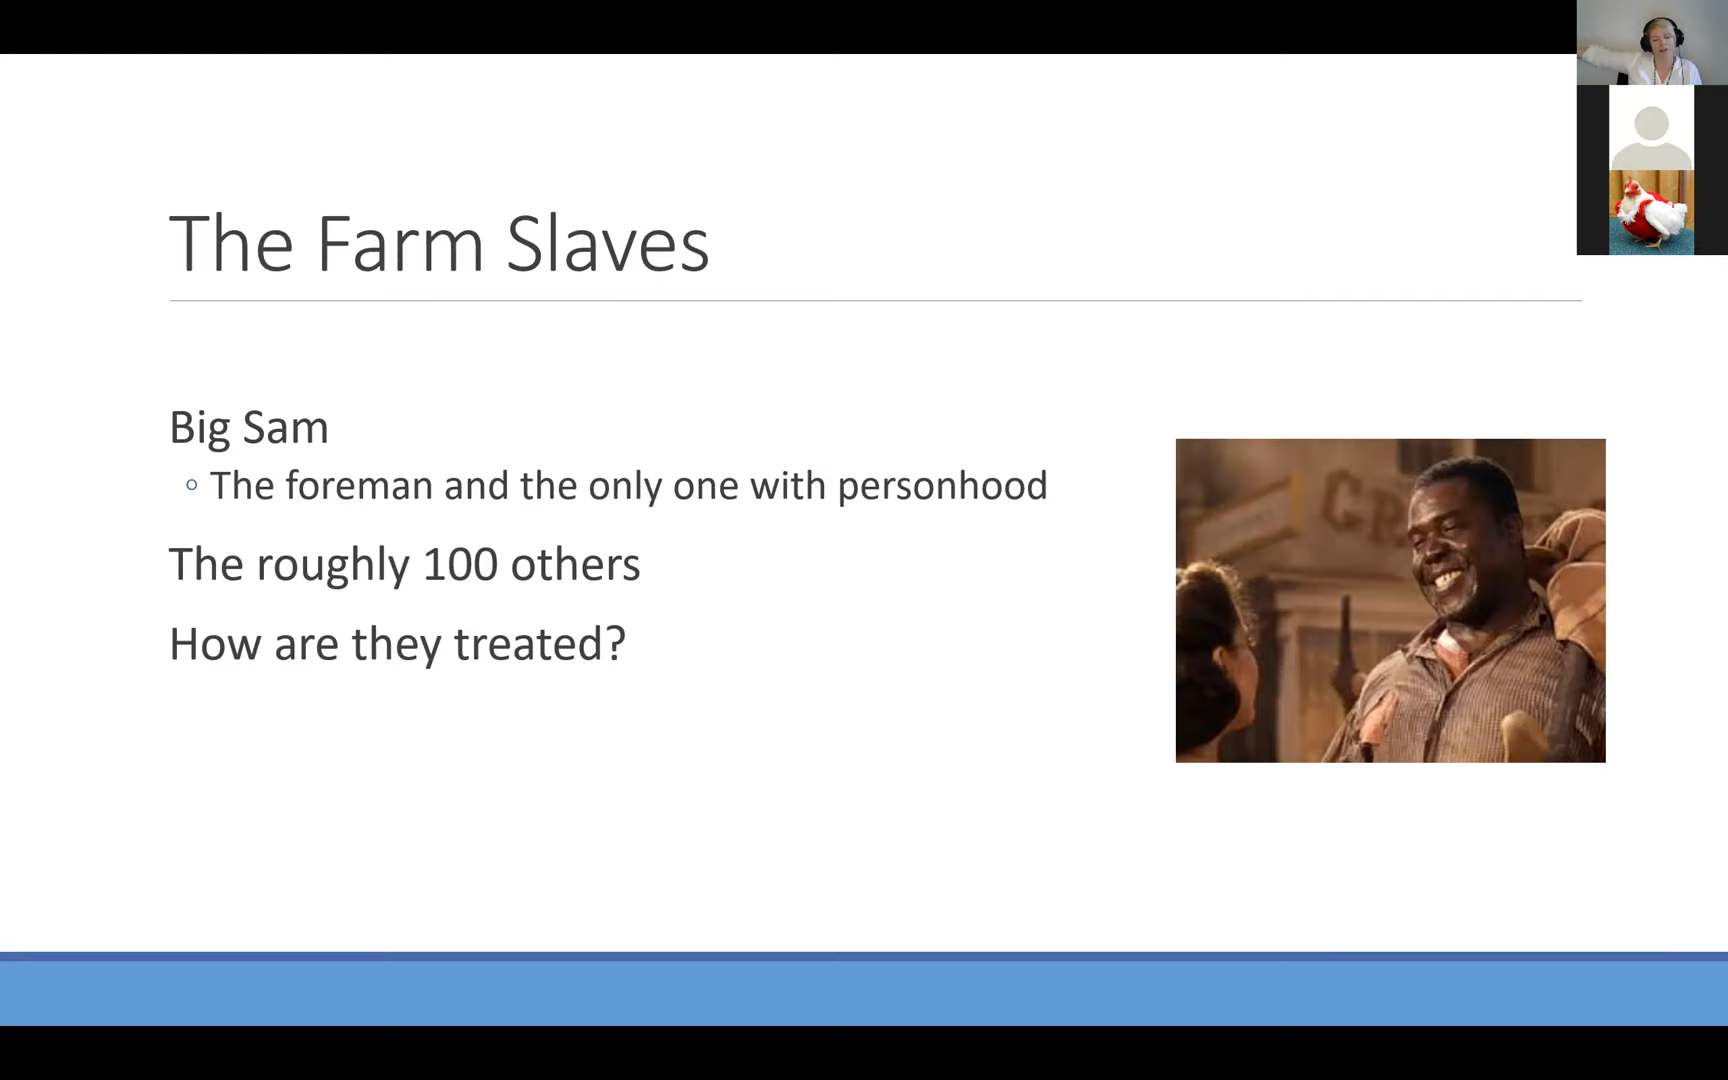 The Farm Slaves
Big Sam
The foreman and the only one with personhood
The roughly 100 others
How are they treated?